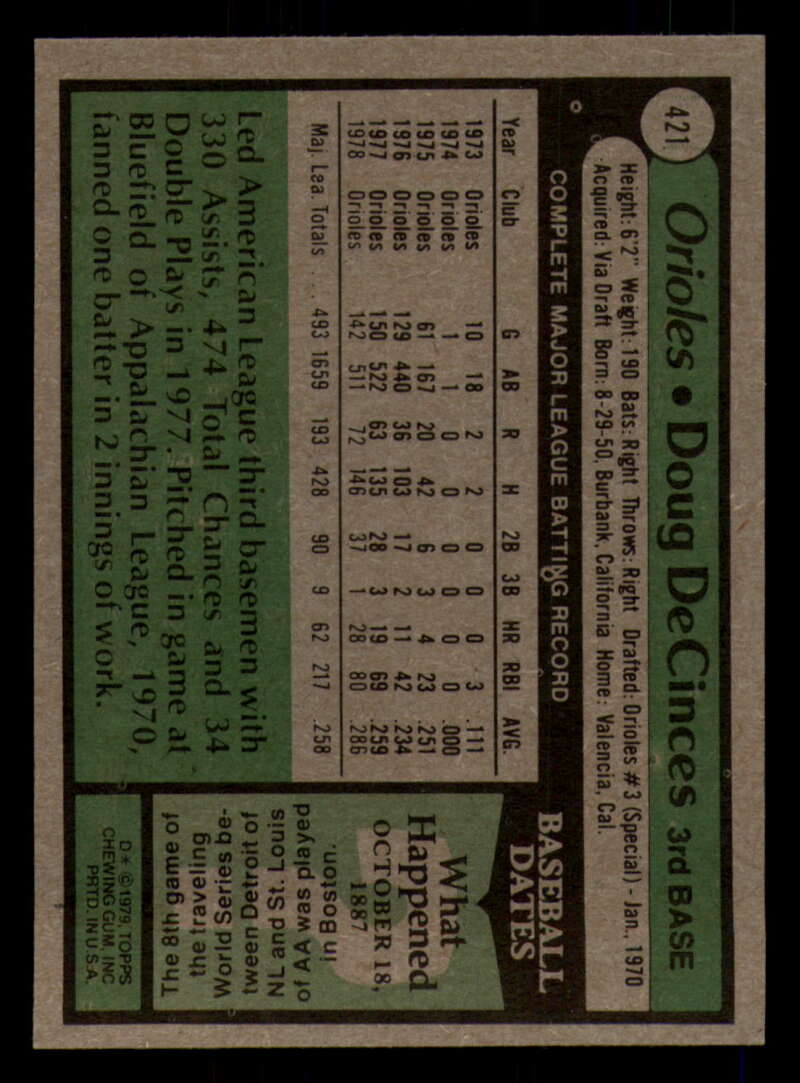 421
Orioles • Doug DeCinces 3rd BASE
Height: 6'2" Weight: 190 Bats: Right Throws: Right Drafted: Orioles #3 (Special) - Jan., 1970
Acquired: Via Draft Born: 8-29-50, Burbank, California Home: Valencia, Cal.
COMPLETE MAJOR LEAGUE BATTING RECORD
Year Club G AB R H 2B 3B HR RBI AVG.
1973 Orioles 10 18 2 2 0 0 0 3 .111
1974 Orioles 1 1 0 0 0 0 0 0 .000
1975 Orioles 61 167 20 42 6 3 4 23 .251
1976 Orioles 129 440 36 103 17 2 11 42 .234
1977 Orioles 150 522 63 135 28 3 19 69 .259
1978 Orioles 142 511 72 146 37 1 28 80 .286
Maj. Lea. Totals .... 493 1659 193 428 90 9 62 217 .258
Led American League third basemen with
330 Assists, 474 Total Chances and 34
Double Plays in 1977. Pitched in game at
Bluefield of Appalachian League, 1970,
fanned one batter in 2 innings of work.
BASEBALL
DATES
What
Happened
OCTOBER 18,
1887
The 8th game of
the traveling
World Series be-
tween Detroit of
NL and St. Louis
of AA was played
in Boston.
D* © 1979, TOPPS
CHEWING GUM, INC
PRTD. IN U.S.A.